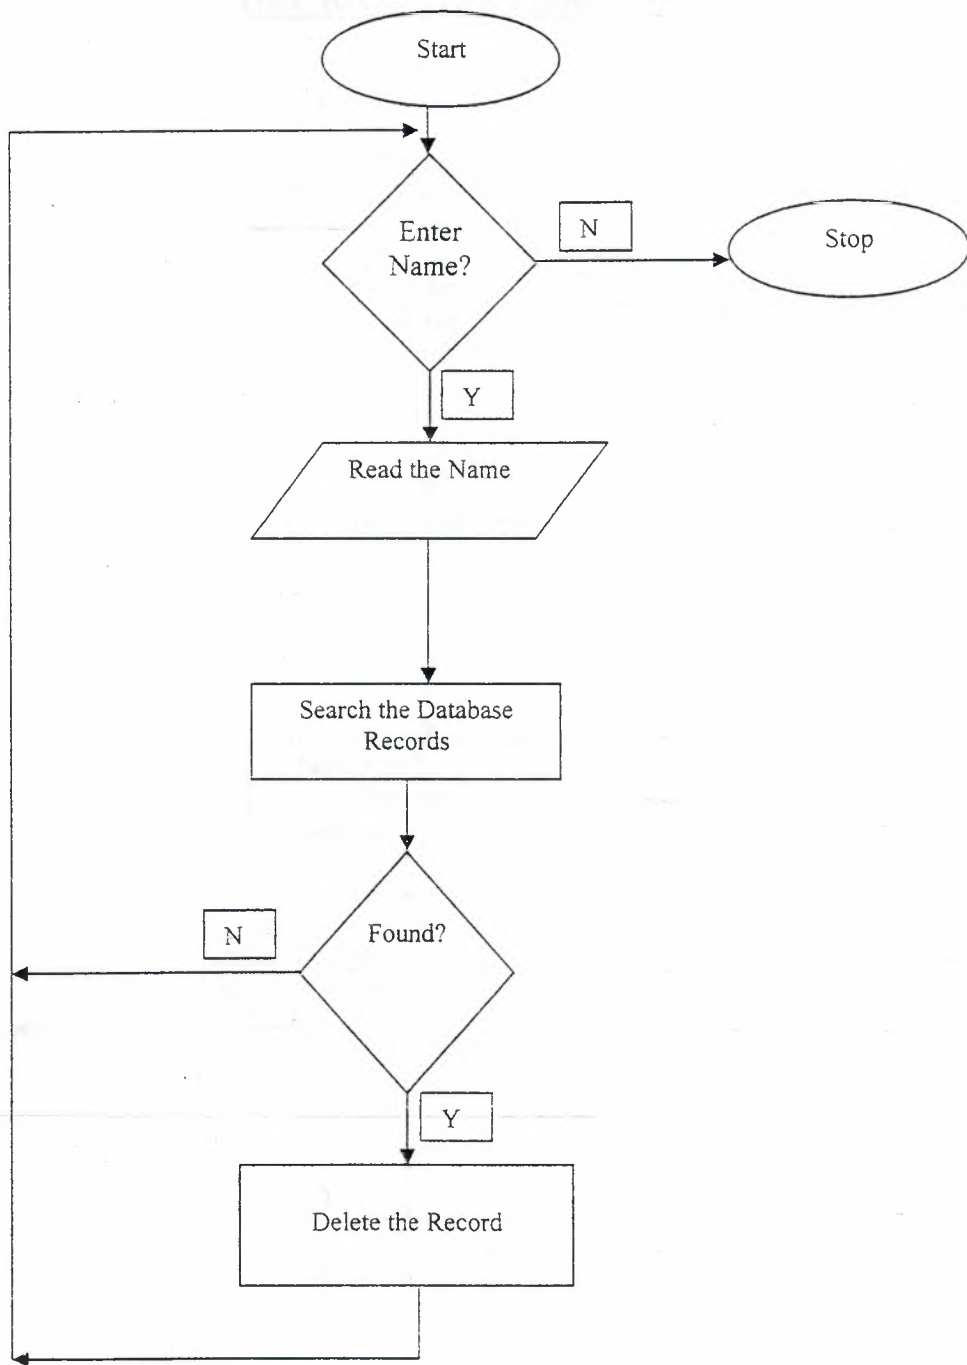 Start
Enter
Name?
N
Stop
Y
Read the Name
Search the Database
Records
Found?
N
Y
Delete the Record